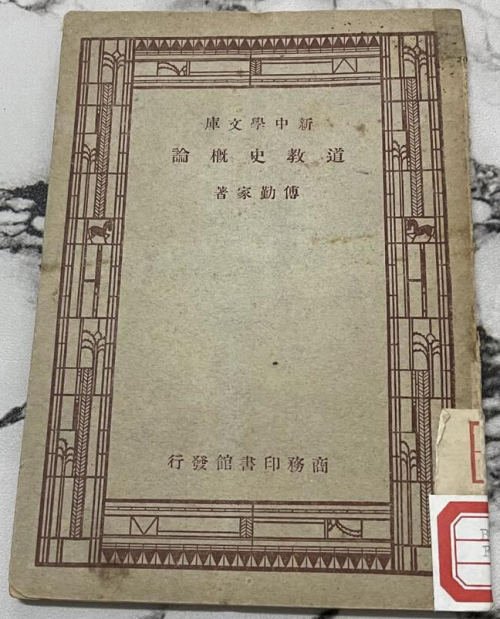 新中學文庫
道教史概論
傅勤家著
商務印書館發行